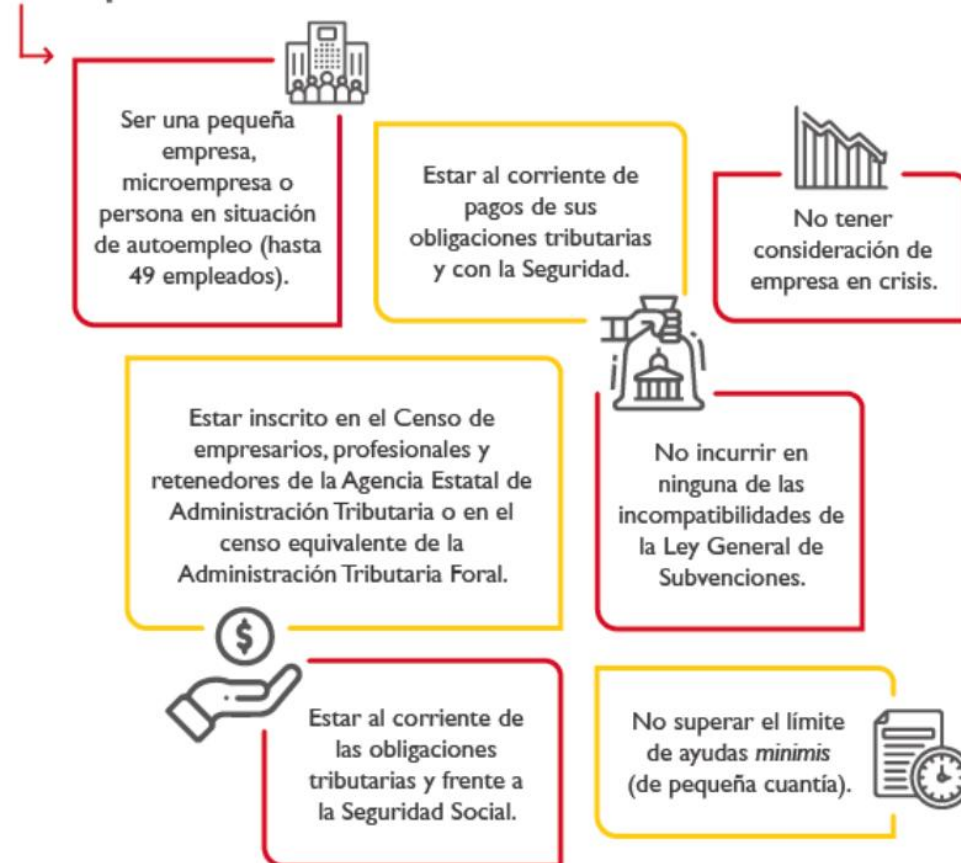 Ser una pequeña
empresa,
microempresa o
persona en situación
de autoempleo (hasta
49 empleados).
Estar al corriente de
pagos de sus
obligaciones tributarias
y con la Seguridad.
No tener
consideración de
empresa en crisis.
Estar inscrito en el Censo de
empresarios, profesionales y
retenedores de la Agencia Estatal de
Administración Tributaria o en el
censo equivalente de la
Administración Tributaria Foral.
No incurrir en
ninguna de las
incompatibilidades de
la Ley General de
Subvenciones.
$
Estar al corriente de
las obligaciones
tributarias y frente a
la Seguridad Social.
No superar el límite
de ayudas minimis
(de pequeña cuantía).